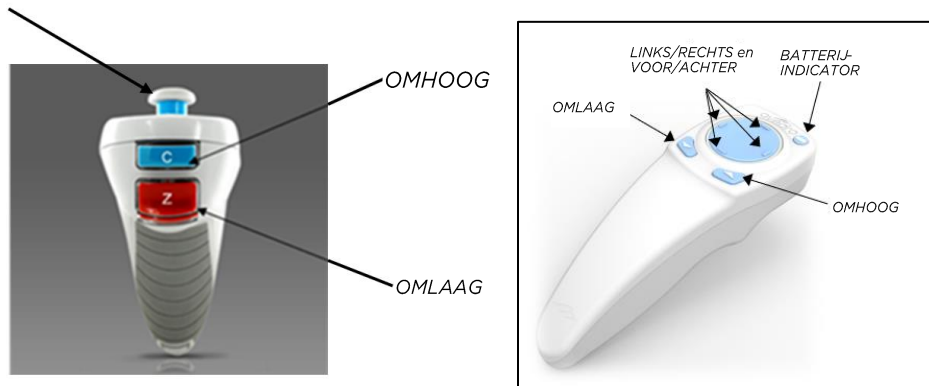 OMHOOG
C
Z
OMLAAG
LINKS/RECHTS en
VOOR/ACHTER
BATTERIJ-
INDICATOR
OMLAAG
OMHOOG